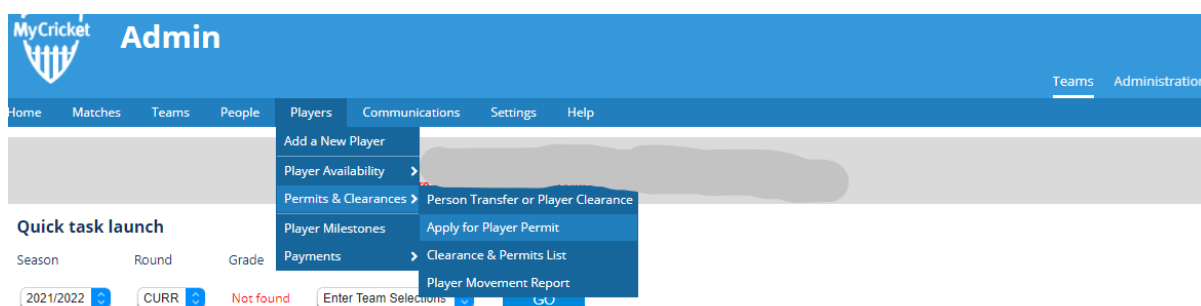 MyCricket
Admin
Teams Administration
Home Matches Teams People Players Communications Settings Help
Add a New Player
Player Availability
Permits & Clearances Person Transfer or Player Clearance
Quick task launch Player Milestones Apply for Player Permit
Season Round Grade Payments Clearance & Permits List
Player Movement Report
2021/2022 CURR Not found Enter Team Selections GO